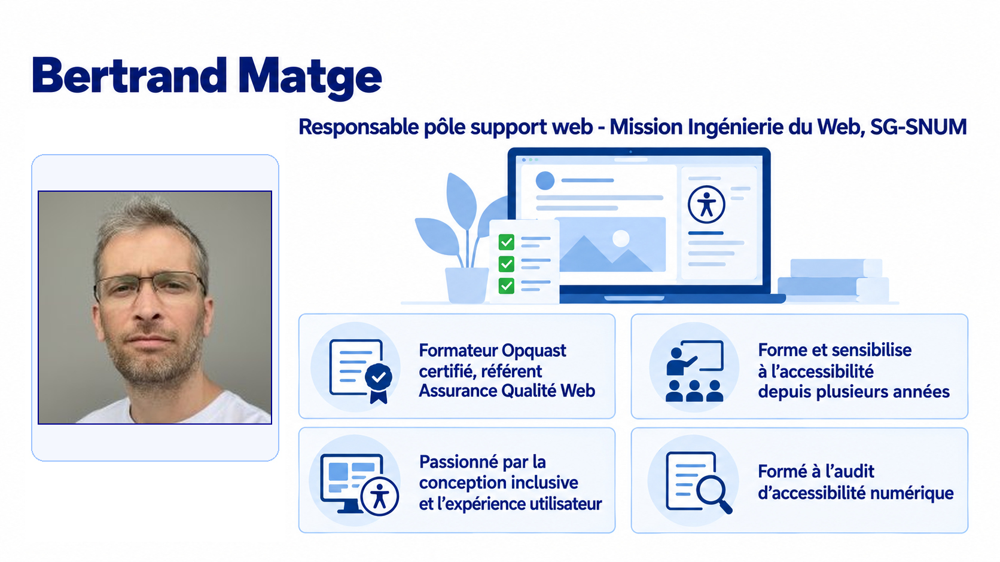 Bertrand Matge
Responsable pôle support web - Mission Ingénierie du Web, SG-SNUM
Formateur Opquast
certifié, référent
Assurance Qualité Web
Forme et sensibilise
à l’accessibilité
depuis plusieurs années
Passionné par la
conception inclusive
et l’expérience utilisateur
Formé à l’audit
d’accessibilité numérique